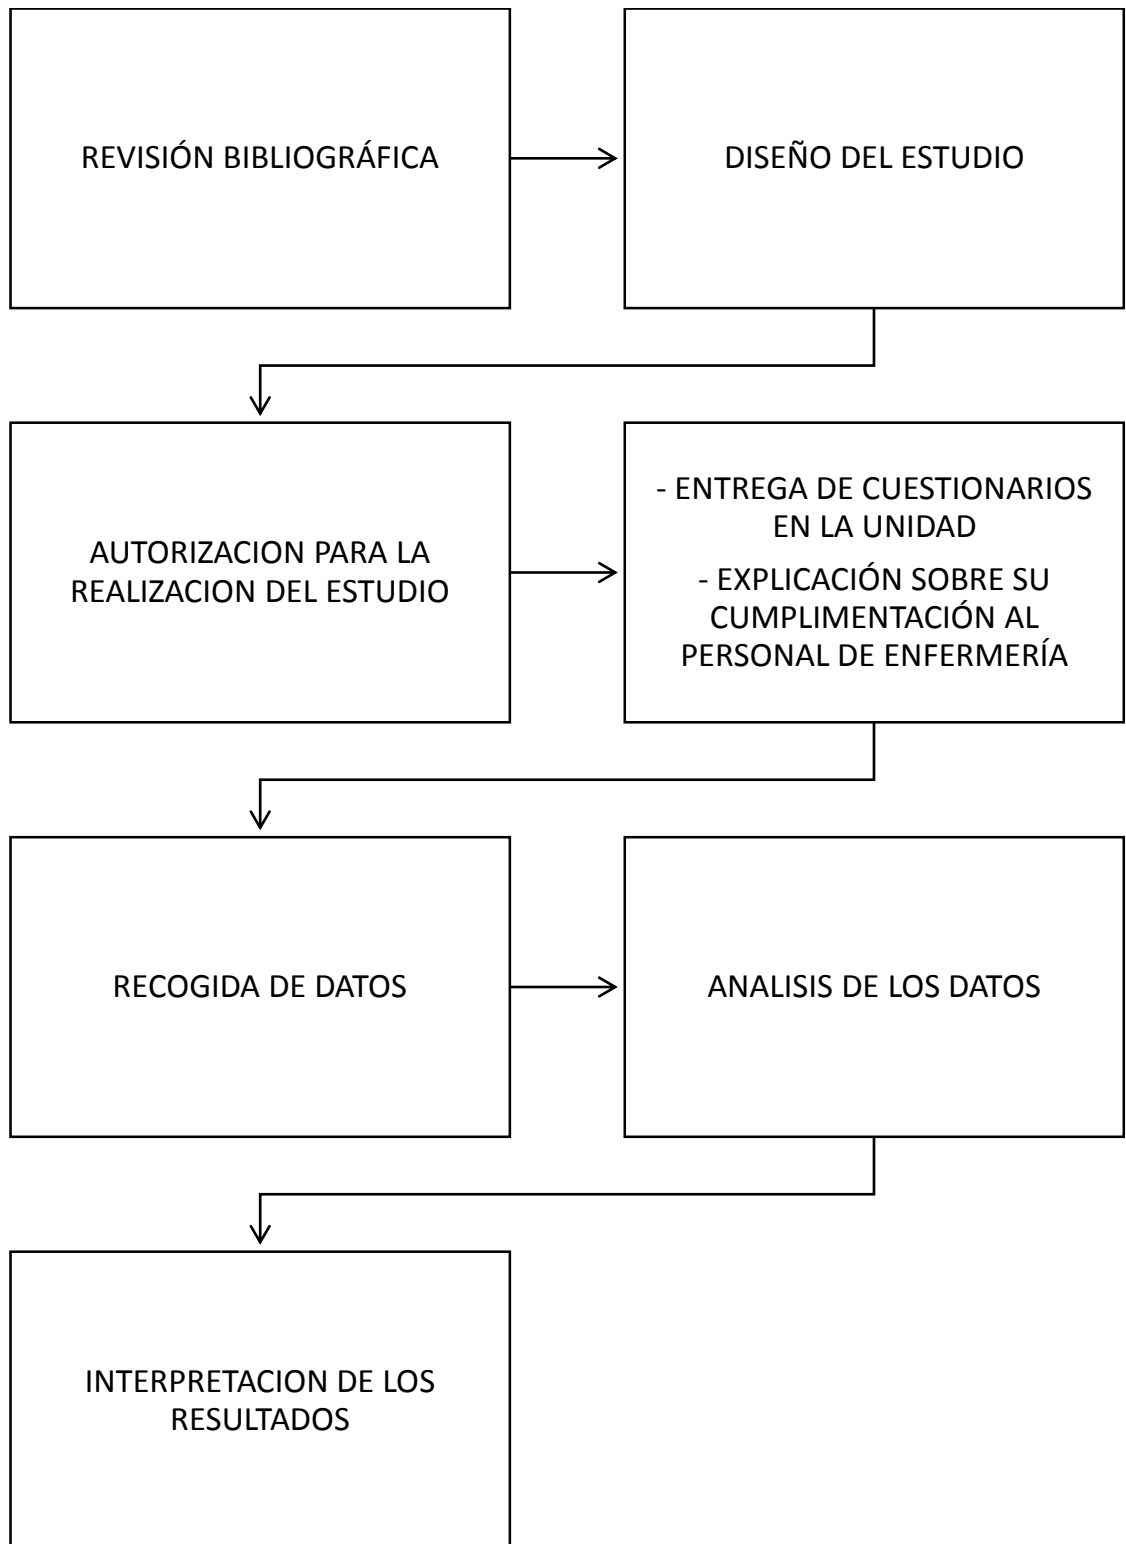 REVISIÓN BIBLIOGRÁFICA
DISEÑO DEL ESTUDIO
AUTORIZACION PARA LA
REALIZACION DEL ESTUDIO
- ENTREGA DE CUESTIONARIOS
EN LA UNIDAD
- EXPLICACIÓN SOBRE SU
CUMPLIMENTACIÓN AL
PERSONAL DE ENFERMERÍA
RECOGIDA DE DATOS
ANALISIS DE LOS DATOS
INTERPRETACION DE LOS
RESULTADOS